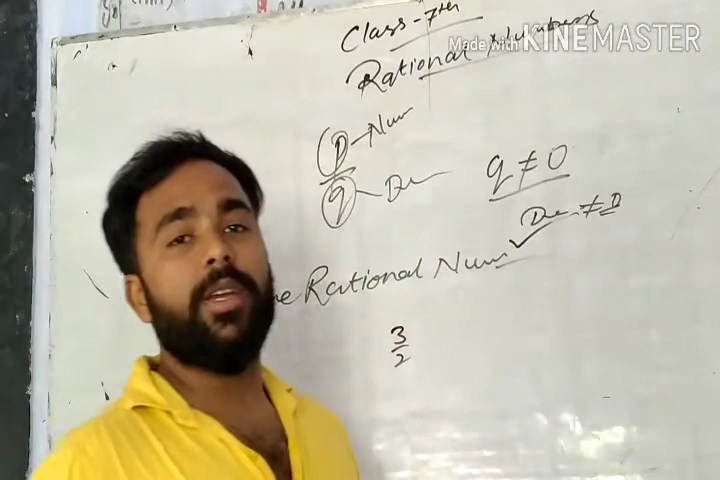 Class-7th
Made with KINEMASTER
Rational Numbers
p-Num
q-De
q≠0
De≠0
Rational Num
3
2